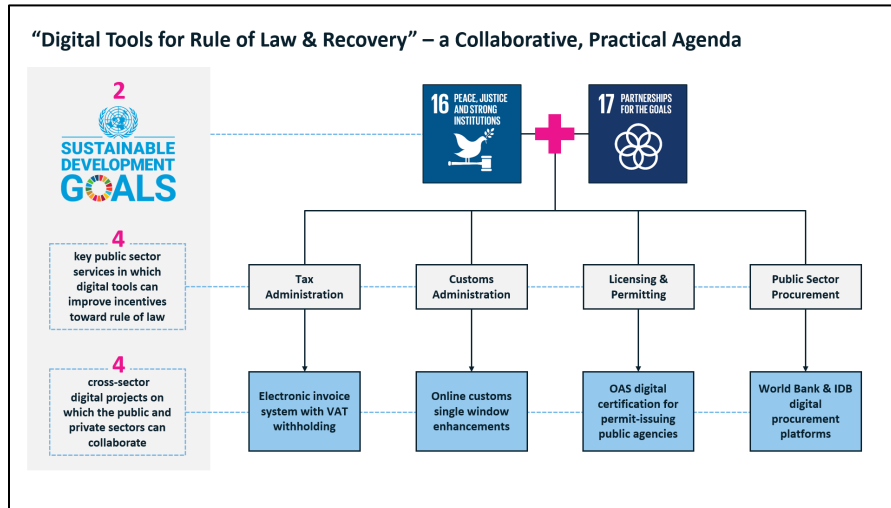 “Digital Tools for Rule of Law & Recovery” – a Collaborative, Practical Agenda
2
SUSTAINABLE
DEVELOPMENT
GOALS
16 PEACE, JUSTICE
AND STRONG
INSTITUTIONS
17 PARTNERSHIPS
FOR THE GOALS
4
key public sector
services in which
digital tools can
improve incentives
toward rule of law
Tax
Administration
Customs
Administration
Licensing &
Permitting
Public Sector
Procurement
4
cross-sector
digital projects on
which the public and
private sectors can
collaborate
Electronic invoice
system with VAT
withholding
Online customs
single window
enhancements
OAS digital
certification for
permit-issuing
public agencies
World Bank & IDB
digital
procurement
platforms